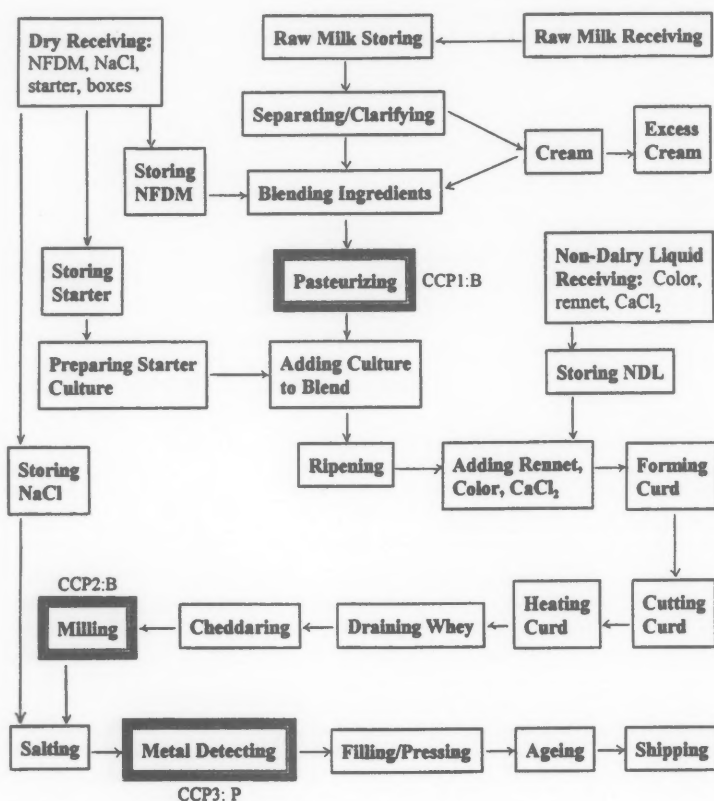 Dry Receiving:
NFDM, NaCl,
starter, boxes
Raw Milk Storing
Raw Milk Receiving
Separating/Clarifying
Storing
NFDM
Blending Ingredients
Cream
Excess
Cream
Storing
Starter
Pasteurizing
CCP1:B
Non-Dairy Liquid
Receiving: Color,
rennet, CaCl₂
Preparing Starter
Culture
Adding Culture
to Blend
Storing NDL
Storing
NaCl
Ripening
Adding Rennet,
Color, CaCl₂
Forming
Curd
CCP2:B
Milling
Cheddaring
Draining Whey
Heating
Curd
Cutting
Curd
Salting
Metal Detecting
Filling/Pressing
Ageing
Shipping
CCP3: P